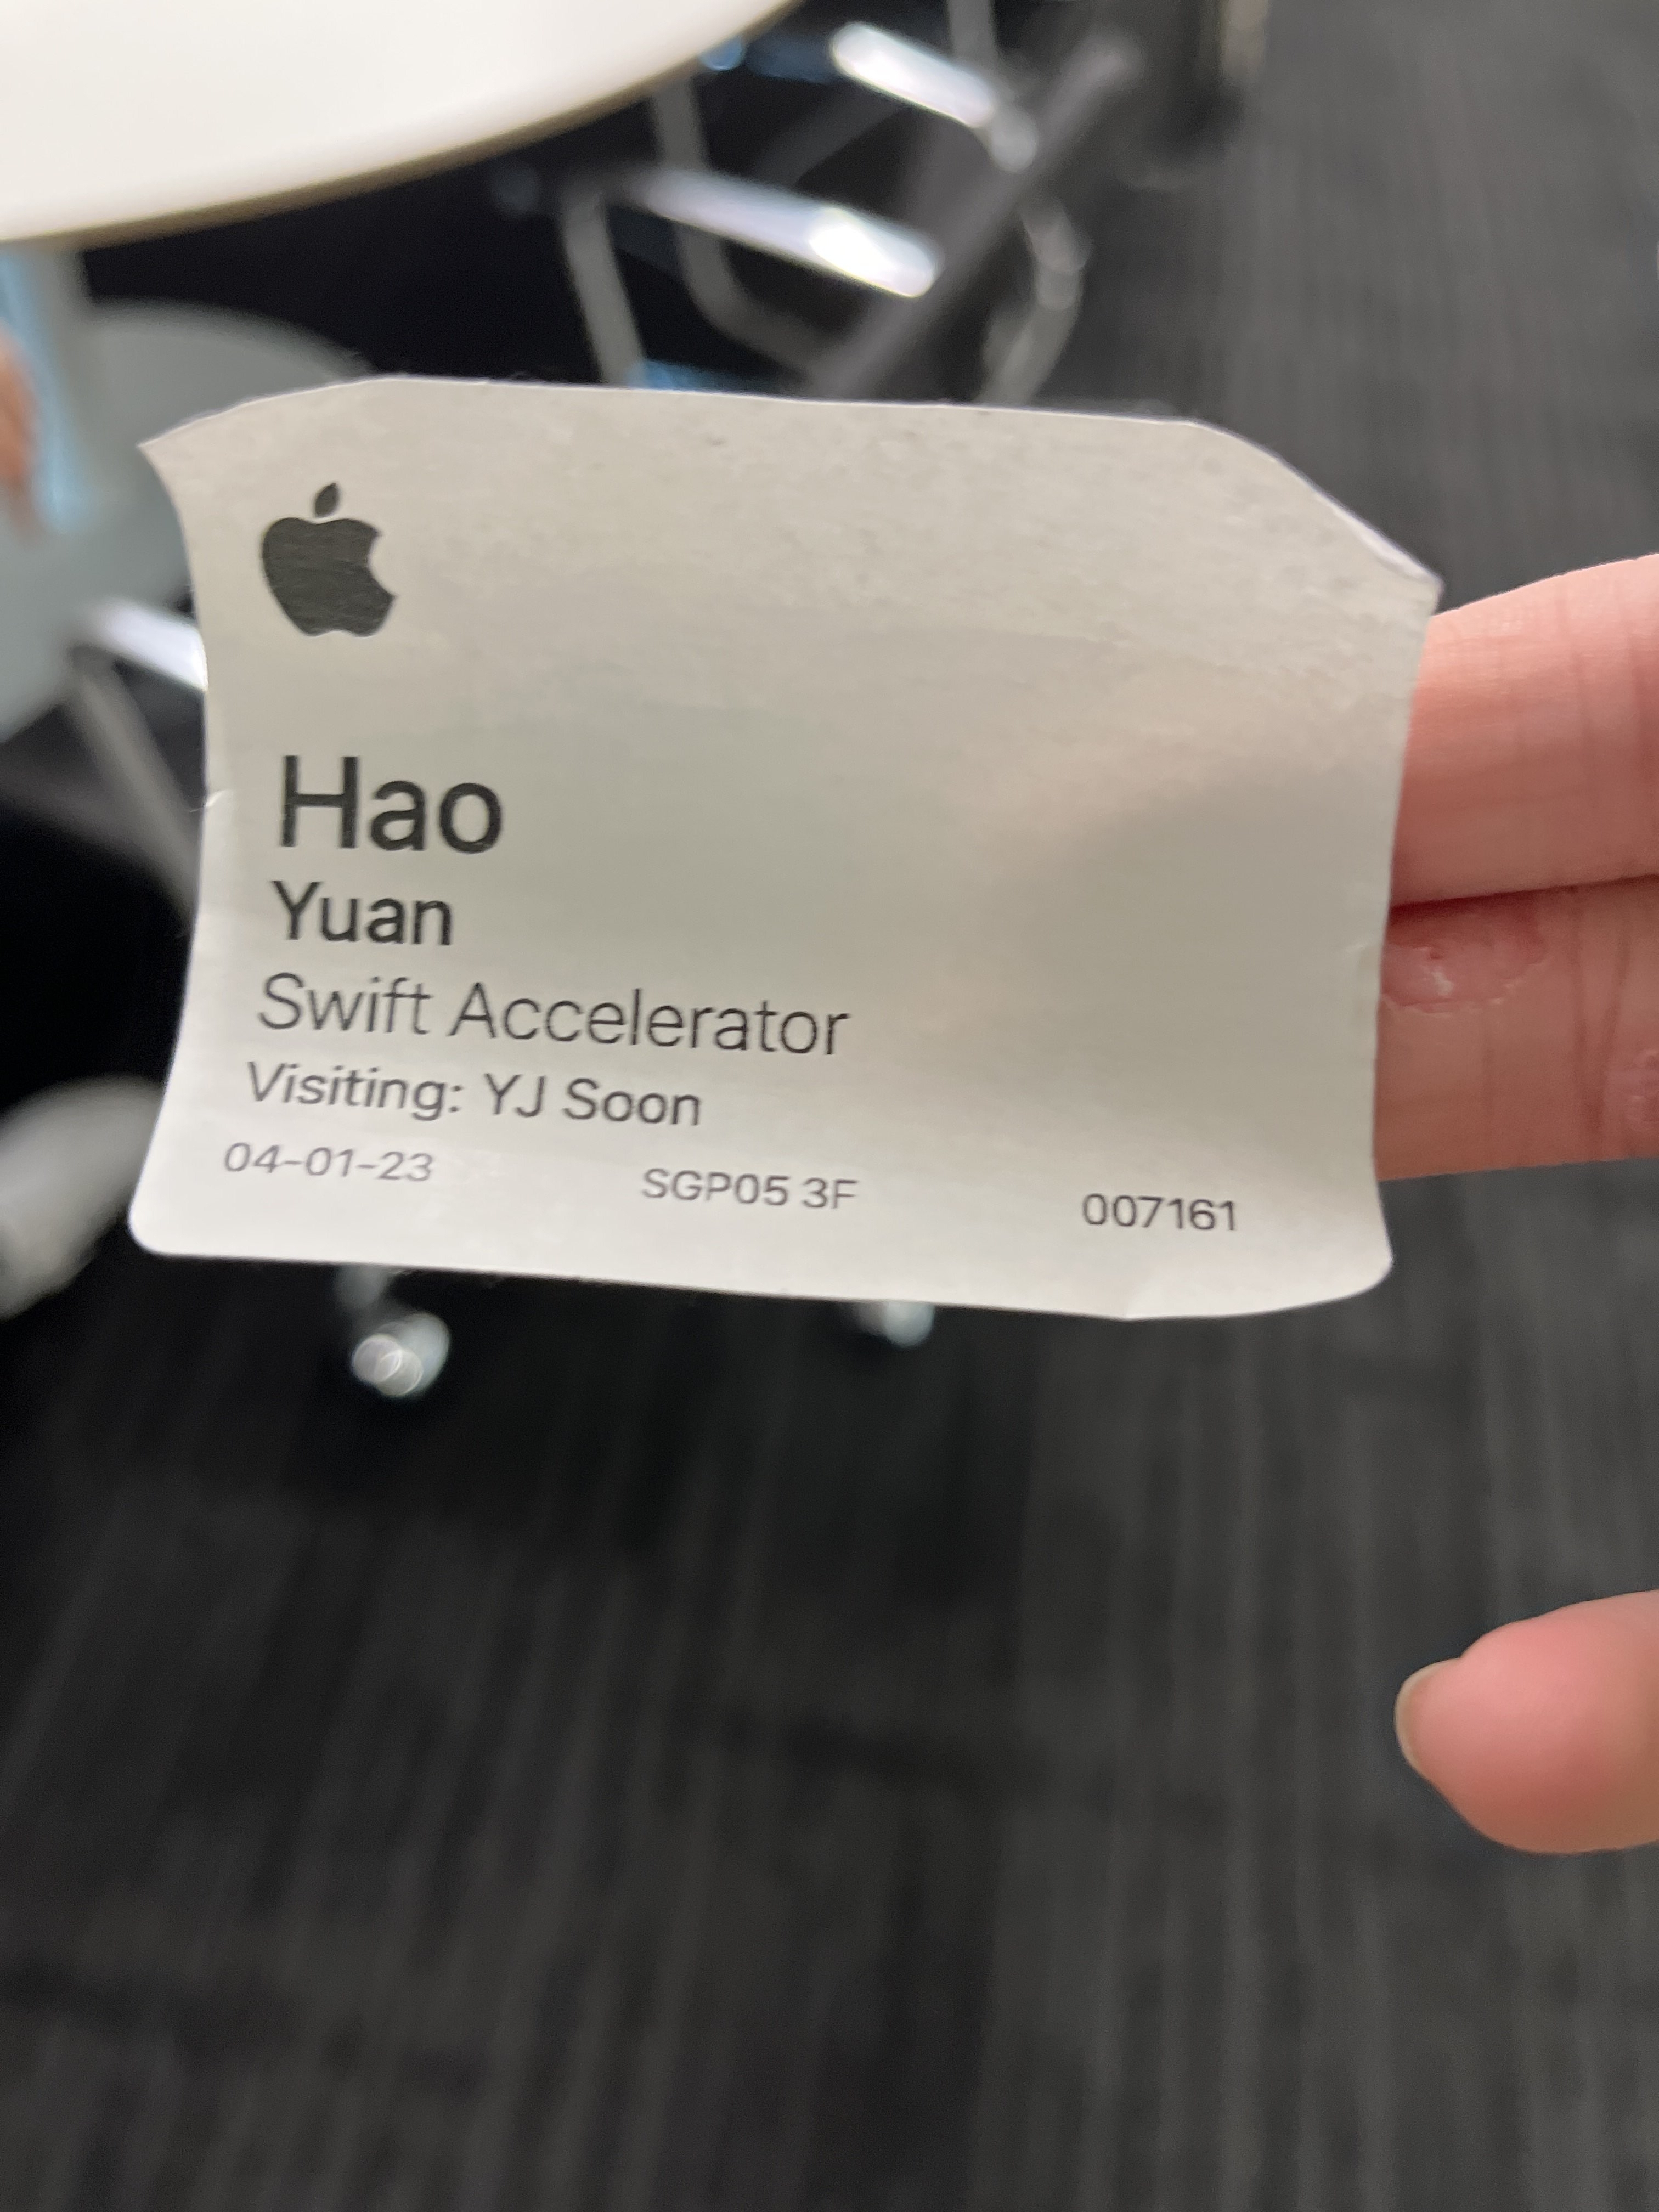 Hao
Yuan
Swift Accelerator
Visiting: YJ Soon
04-01-23 SGP05 3F 007161